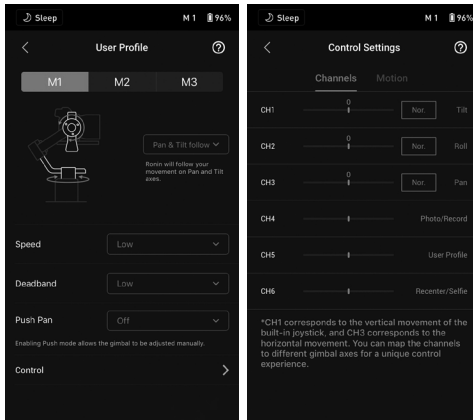 Sleep M 1 96%
User Profile
M1 M2 M3
Pan & Tilt follow
Ronin will follow your
movement on Pan and Tilt
axes.
Speed Low
Deadband Low
Push Pan Off
Enabling Push mode allows the gimbal to be adjusted manually.
Control
Sleep M 1 96%
Control Settings
Channels Motion
0
CH1 Nor. Tilt
0
CH2 Nor. Roll
0
CH3 Nor. Pan
CH4 Photo/Record
CH5 User Profile
CH6 Recenter/Selfie
*CH1 corresponds to the vertical movement of the
built-in joystick, and CH3 corresponds to the
horizontal movement. You can map the channels
to different gimbal axes for a unique control
experience.